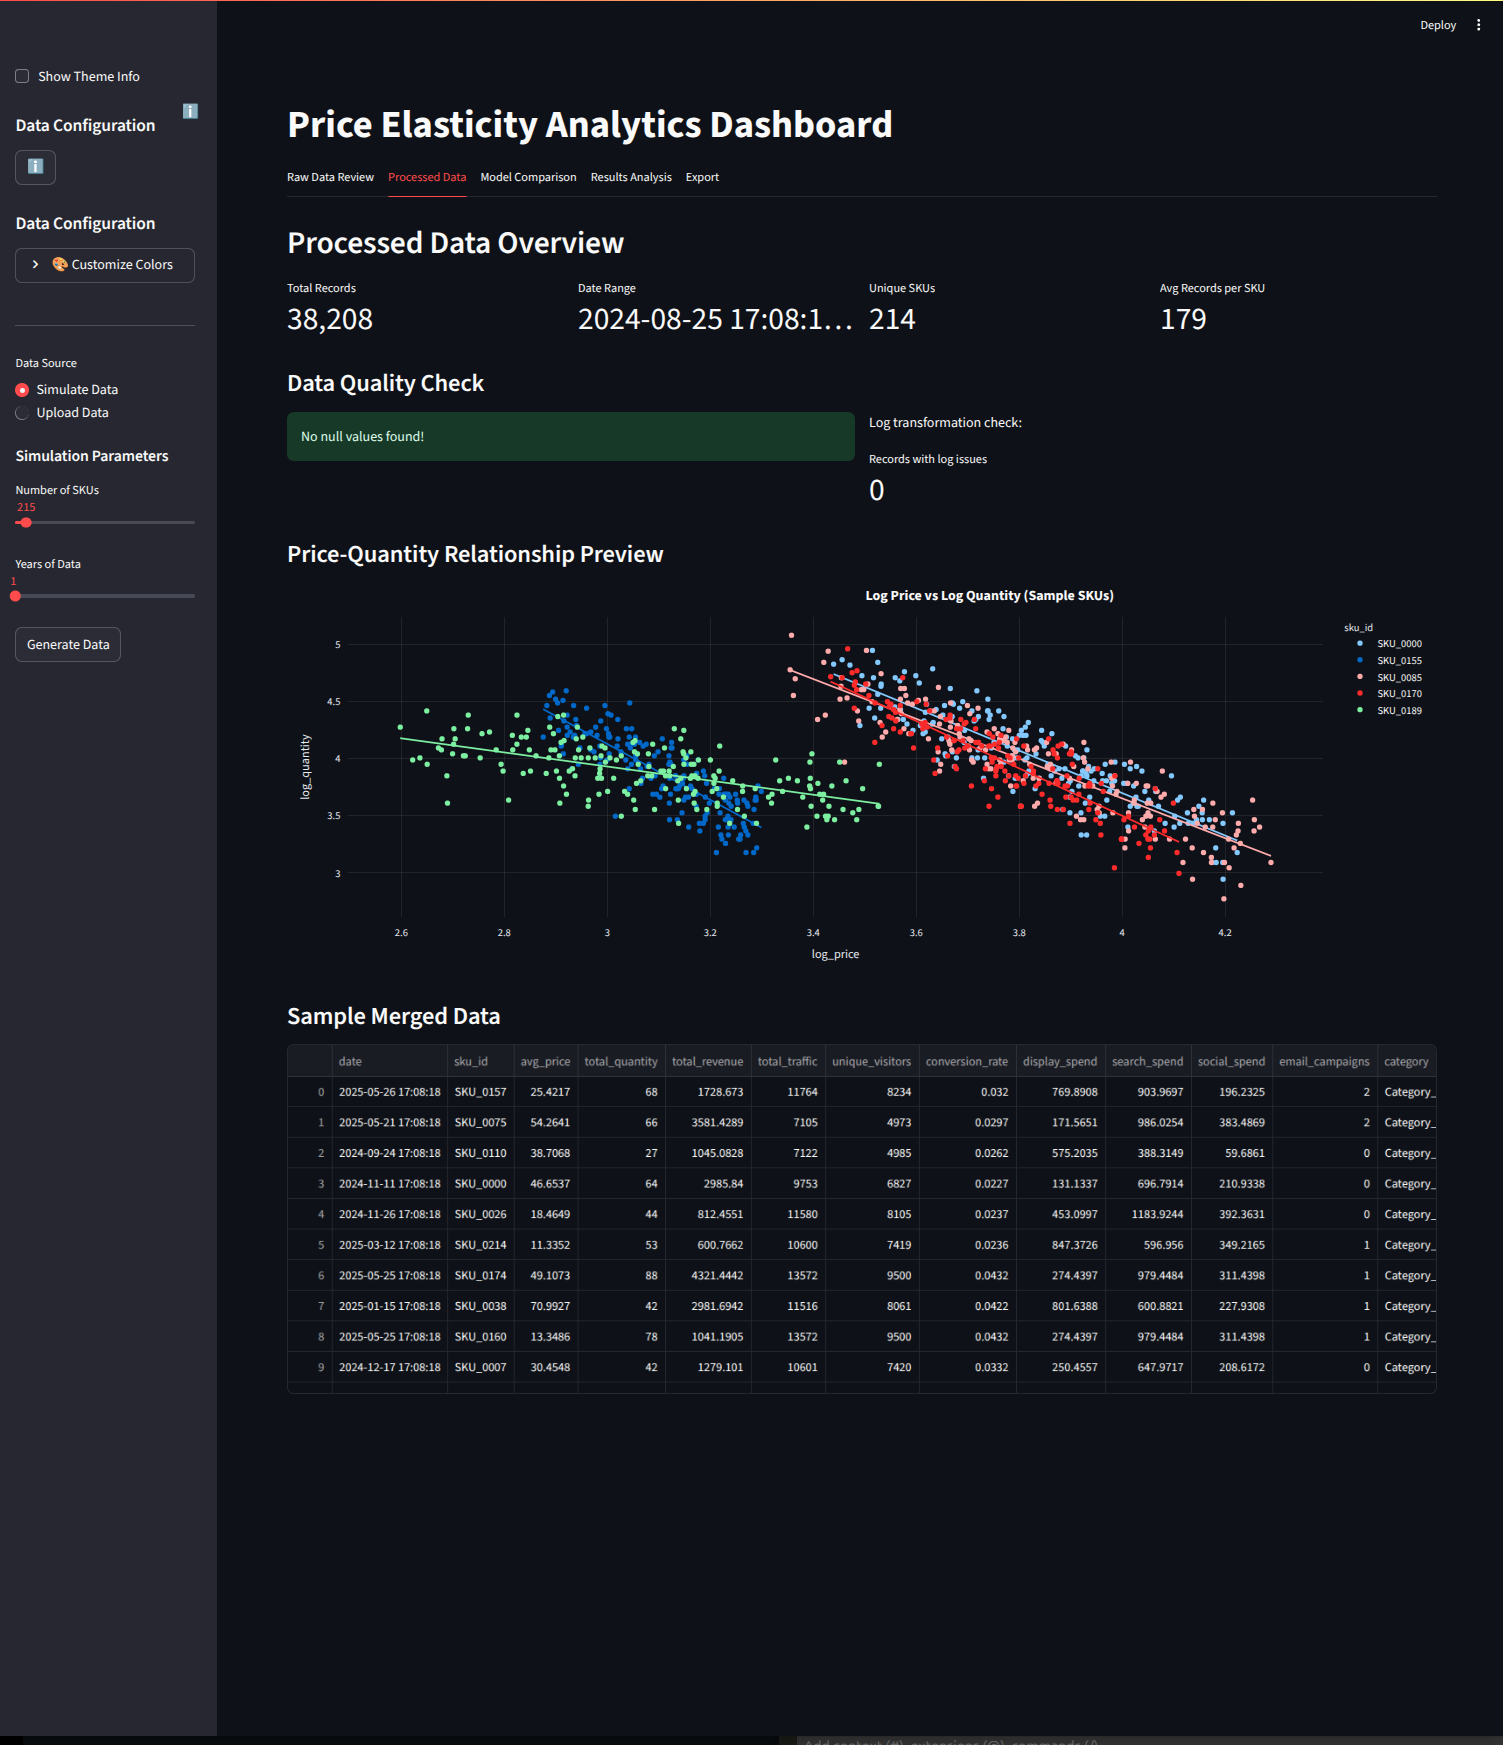 Deploy
Show Theme Info
Data Configuration
Data Configuration
🎨 Customize Colors
Data Source
Simulate Data
Upload Data
Simulation Parameters
Number of SKUs
215
Years of Data
1
Generate Data
Price Elasticity Analytics Dashboard
Raw Data Review Processed Data Model Comparison Results Analysis Export
Processed Data Overview
Total Records Date Range Unique SKUs Avg Records per SKU
38,208 2024-08-25 17:08:1… 214 179
Data Quality Check
No null values found!
Log transformation check:
Records with log issues
0
Price-Quantity Relationship Preview
Log Price vs Log Quantity (Sample SKUs)
sku_id
SKU_0000
SKU_0155
SKU_0085
SKU_0170
SKU_0189
5
4.5
4
3.5
3
log_quantity
2.6 2.8 3 3.2 3.4 3.6 3.8 4 4.2
log_price
Sample Merged Data
date sku_id avg_price total_quantity total_revenue total_traffic unique_visitors conversion_rate display_spend search_spend social_spend email_campaigns category
0 2025-05-26 17:08:18 SKU_0157 25.4217 68 1728.673 11764 8234 0.032 769.8908 903.9697 196.2325 2 Category_
1 2025-05-21 17:08:18 SKU_0075 54.2641 66 3581.4289 7105 4973 0.0297 171.5651 986.0254 383.4869 2 Category_
2 2024-09-24 17:08:18 SKU_0110 38.7068 27 1045.0828 7122 4985 0.0262 575.2035 388.3149 59.6861 0 Category_
3 2024-11-11 17:08:18 SKU_0000 46.6537 64 2985.84 9753 6827 0.0227 131.1337 696.7914 210.9338 0 Category_
4 2024-11-26 17:08:18 SKU_0026 18.4649 44 812.4551 11580 8105 0.0237 453.0997 1183.9244 392.3631 0 Category_
5 2025-03-12 17:08:18 SKU_0214 11.3352 53 600.7662 10600 7419 0.0236 847.3726 596.956 349.2165 1 Category_
6 2025-05-25 17:08:18 SKU_0174 49.1073 88 4321.4442 13572 9500 0.0432 274.4397 979.4484 311.4398 1 Category_
7 2025-01-15 17:08:18 SKU_0038 70.9927 42 2981.6942 11516 8061 0.0422 801.6388 600.8821 227.9308 1 Category_
8 2025-05-25 17:08:18 SKU_0160 13.3486 78 1041.1905 13572 9500 0.0432 274.4397 979.4484 311.4398 1 Category_
9 2024-12-17 17:08:18 SKU_0007 30.4548 42 1279.101 10601 7420 0.0332 250.4557 647.9717 208.6172 0 Category_